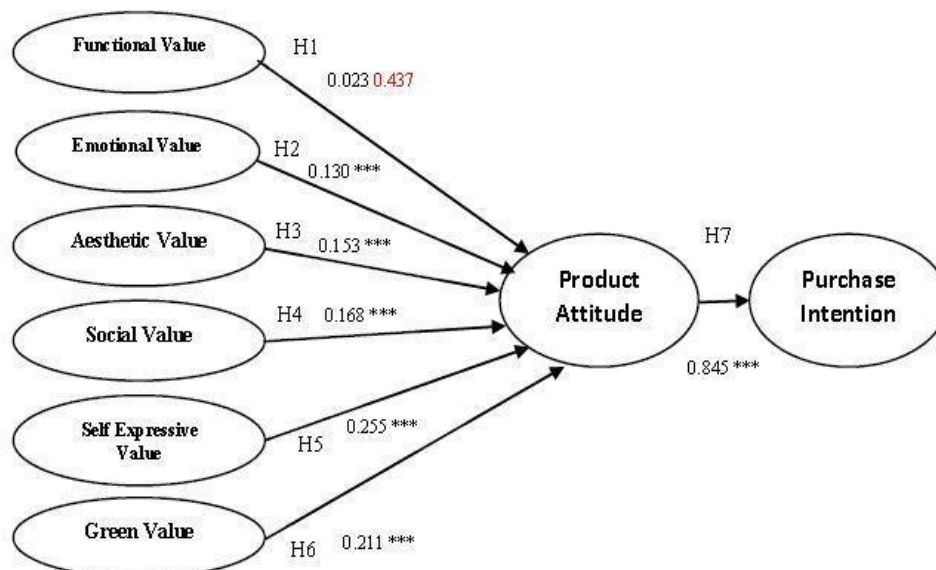 Functional Value
H1
0.023 0.437
Emotional Value
H2
0.130 ***
Aesthetic Value
H3
0.153 ***
Social Value
H4
0.168 ***
Self Expressive
Value
H5
0.255 ***
Green Value
H6
0.211 ***
Product
Attitude
H7
0.845 ***
Purchase
Intention